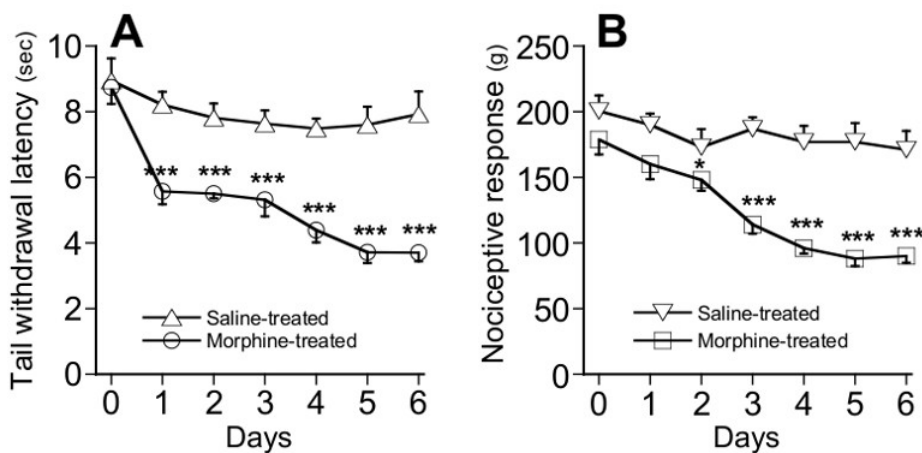 A
Tail withdrawal latency (sec)
10
8
6
4
2
0
*** *** *** *** *** ***
Saline-treated
Morphine-treated
0 1 2 3 4 5 6
Days
B
Nociceptive response (g)
250
200
150
100
50
0
* *** *** *** ***
Saline-treated
Morphine-treated
0 1 2 3 4 5 6
Days